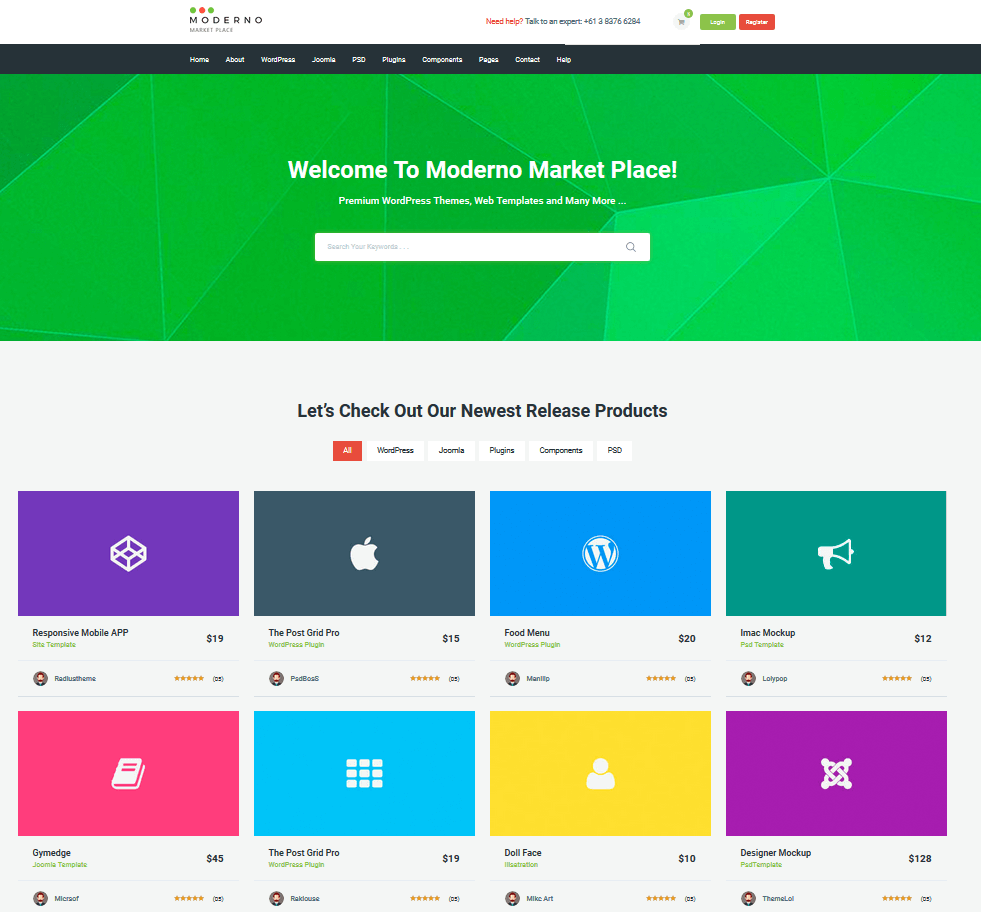 MODERNO
MARKET PLACE
Need help? Talk to an expert: +61 3 8376 6284
Login
Register
Home About WordPress Joomla PSD Plugins Components Pages Contact Help
Welcome To Moderno Market Place!
Premium WordPress Themes, Web Templates and Many More ...
Search Your Keywords . . .
Let's Check Out Our Newest Release Products
All WordPress Joomla Plugins Components PSD
Responsive Mobile APP $19
Site Template
Radiustheme (05)
The Post Grid Pro $15
WordPress Plugin
PsdBosS (05)
Food Menu $20
WordPress Plugin
Manilip (05)
Imac Mockup $12
Psd Template
Lolypop (05)
Gymedge $45
Joomla Template
Micrsof (05)
The Post Grid Pro $19
WordPress Plugin
Raklouse (05)
Doll Face $10
Illsstration
Mike Art (05)
Designer Mockup $128
PsdTemplate
ThemeLol (05)